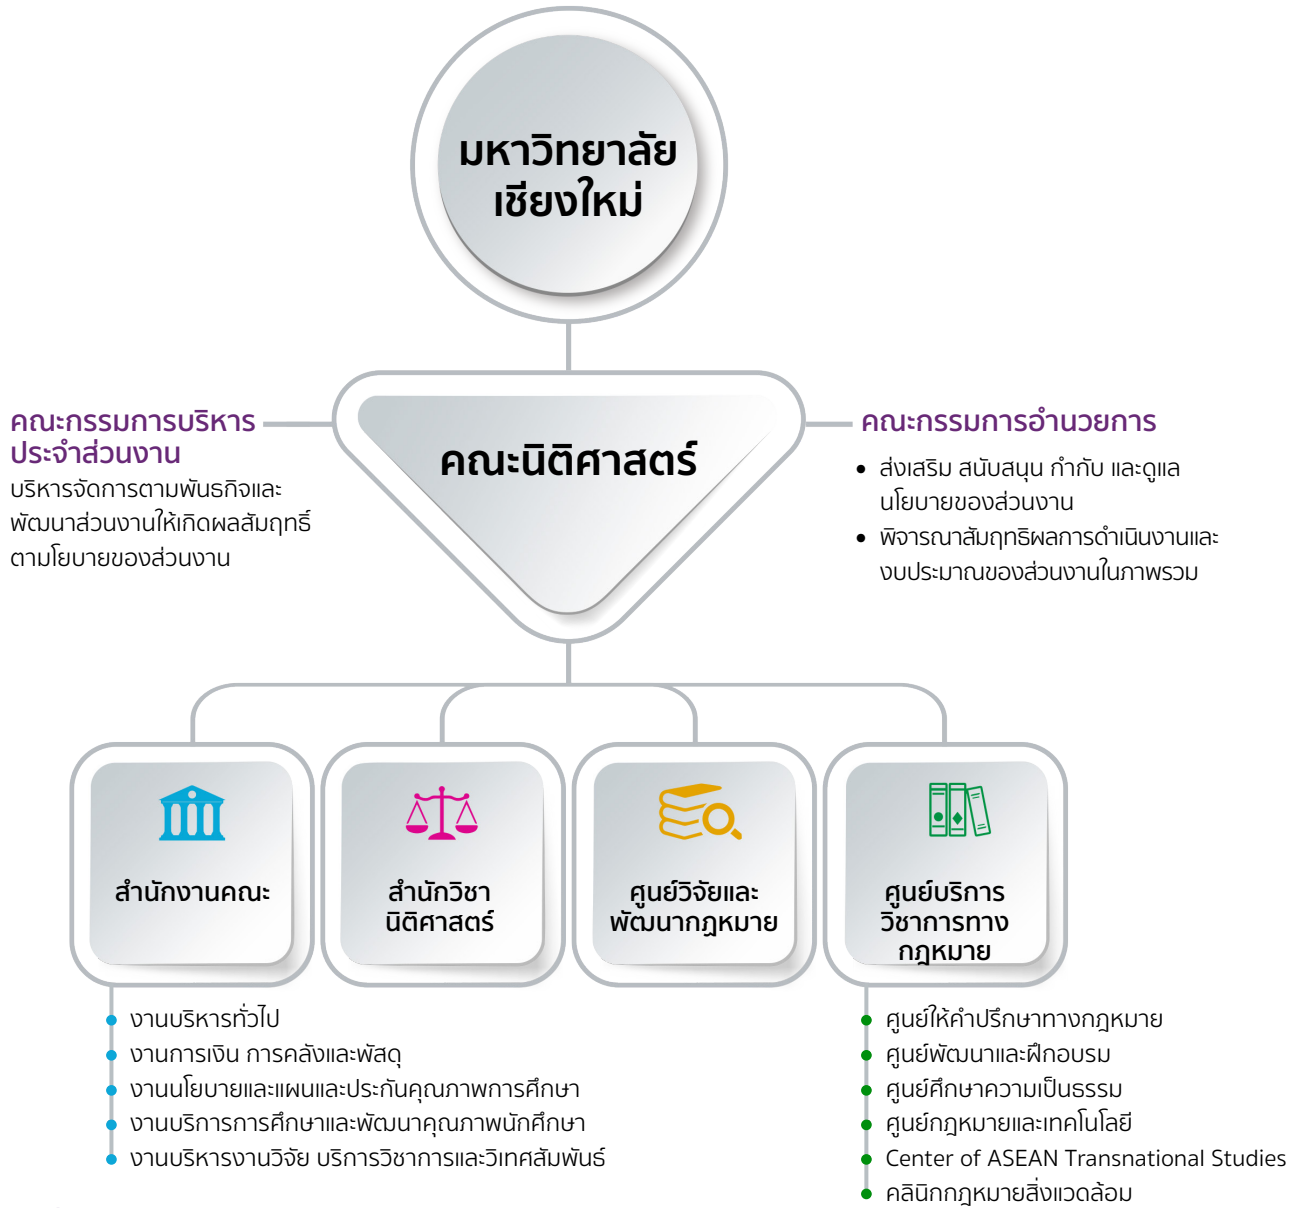 มหาวิทยาลัย
เชียงใหม่
คณะนิติศาสตร์
คณะกรรมการบริหาร
ประจำส่วนงาน
บริหารจัดการตามพันธกิจและ
พัฒนาส่วนงานให้เกิดผลสัมฤทธิ์
ตามโยบายของส่วนงาน
คณะกรรมการอำนวยการ
• ส่งเสริม สนับสนุน กำกับ และดูแล
นโยบายของส่วนงาน
• พิจารณาสัมฤทธิผลการดำเนินงานและ
งบประมาณของส่วนงานในภาพรวม
สำนักงานคณะ
สำนักวิชา
นิติศาสตร์
ศูนย์วิจัยและ
พัฒนากฎหมาย
ศูนย์บริการ
วิชาการทาง
กฎหมาย
งานบริหารทั่วไป
งานการเงิน การคลังและพัสดุ
งานนโยบายและแผนและประกันคุณภาพการศึกษา
งานบริการการศึกษาและพัฒนาคุณภาพนักศึกษา
งานบริหารงานวิจัย บริการวิชาการและวิเทศสัมพันธ์
ศูนย์ให้คำปรึกษาทางกฎหมาย
ศูนย์พัฒนาและฝึกอบรม
ศูนย์ศึกษาความเป็นธรรม
ศูนย์กฎหมายและเทคโนโลยี
Center of ASEAN Transnational Studies
คลินิกกฎหมายสิ่งแวดล้อม